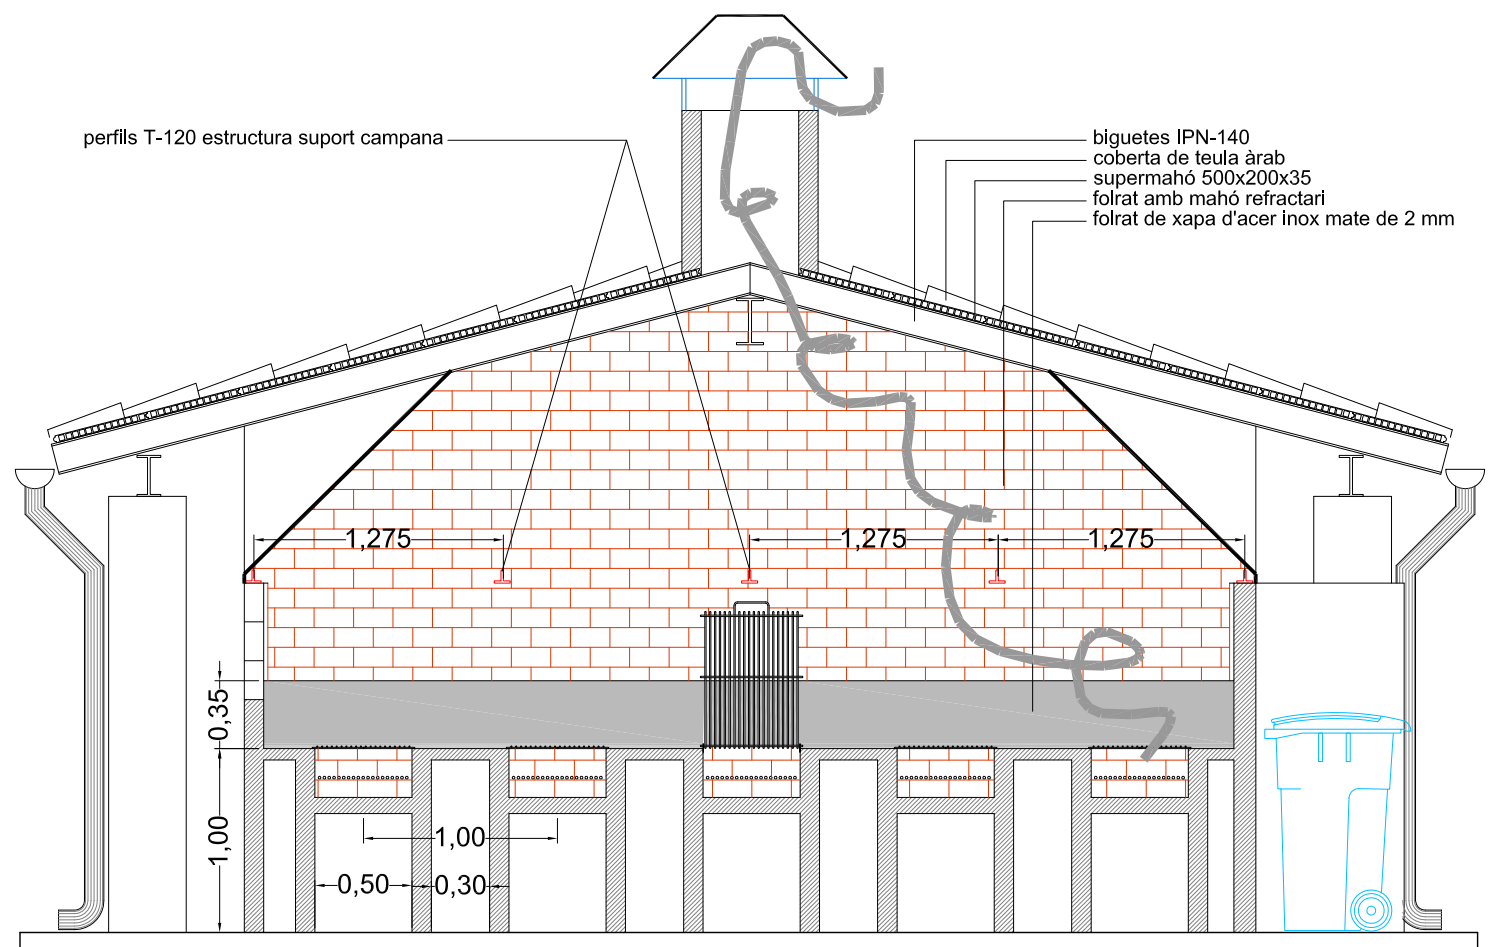 perfils T-120 estructura suport campana
biguetes IPN-140
coberta de teula àrab
supermahó 500x200x35
folrat amb mahó refractari
folrat de xapa d'acer inox mate de 2 mm
1,275
1,275
1,275
0,35
1,00
1,00
0,50
0,30